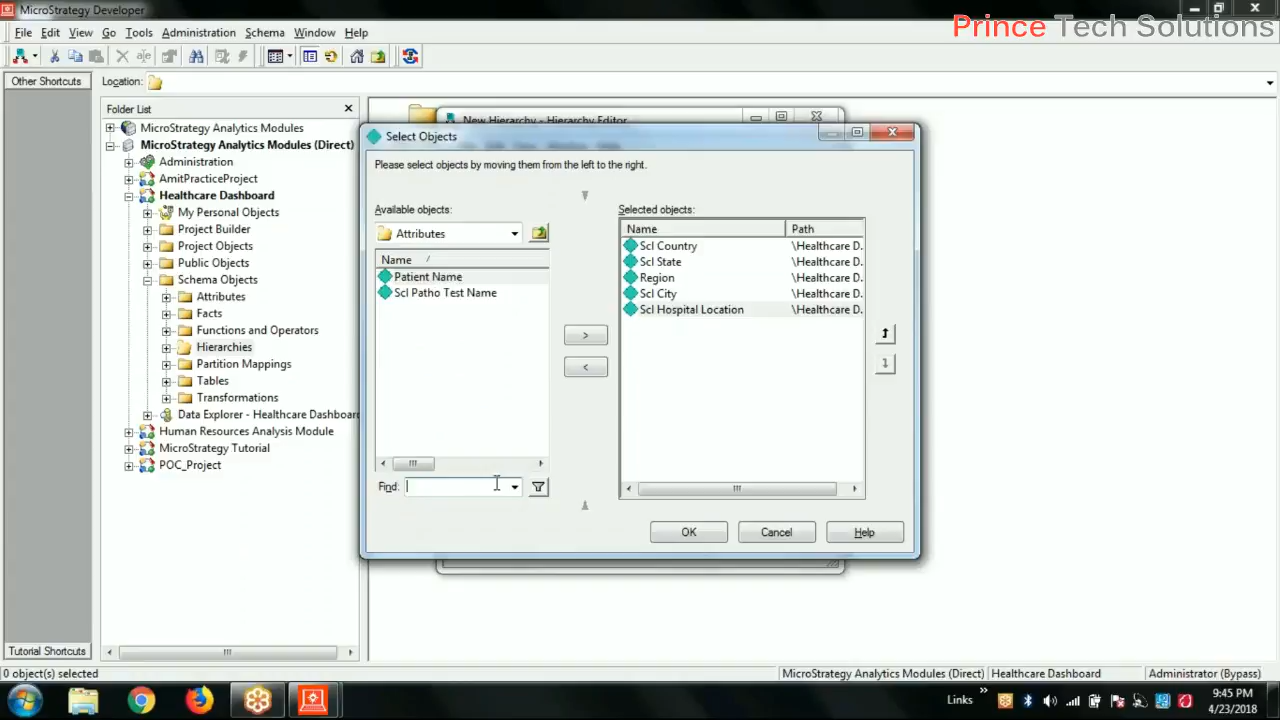 MicroStrategy Developer
Prince Tech Solutions
File Edit View Go Tools Administration Schema Window Help
Other Shortcuts
Location:
Folder List
MicroStrategy Analytics Modules
MicroStrategy Analytics Modules (Direct)
Administration
AmitPracticeProject
Healthcare Dashboard
My Personal Objects
Project Builder
Project Objects
Public Objects
Schema Objects
Attributes
Facts
Functions and Operators
Hierarchies
Partition Mappings
Tables
Transformations
Data Explorer - Healthcare Dashboar
Human Resources Analysis Module
MicroStrategy Tutorial
POC_Project
New Hierarchy - Hierarchy Editor
Select Objects
Please select objects by moving them from the left to the right.
Available objects:
Attributes
Name /
Patient Name
Scl Patho Test Name
Find:
>
<
Selected objects:
Name Path
Scl Country \Healthcare D.
Scl State \Healthcare D.
Region \Healthcare D.
Scl City \Healthcare D.
Scl Hospital Location \Healthcare D.
OK Cancel Help
Tutorial Shortcuts
0 object(s) selected
MicroStrategy Analytics Modules (Direct) Healthcare Dashboard Administrator (Bypass)
Links »
9:45 PM
4/23/2018